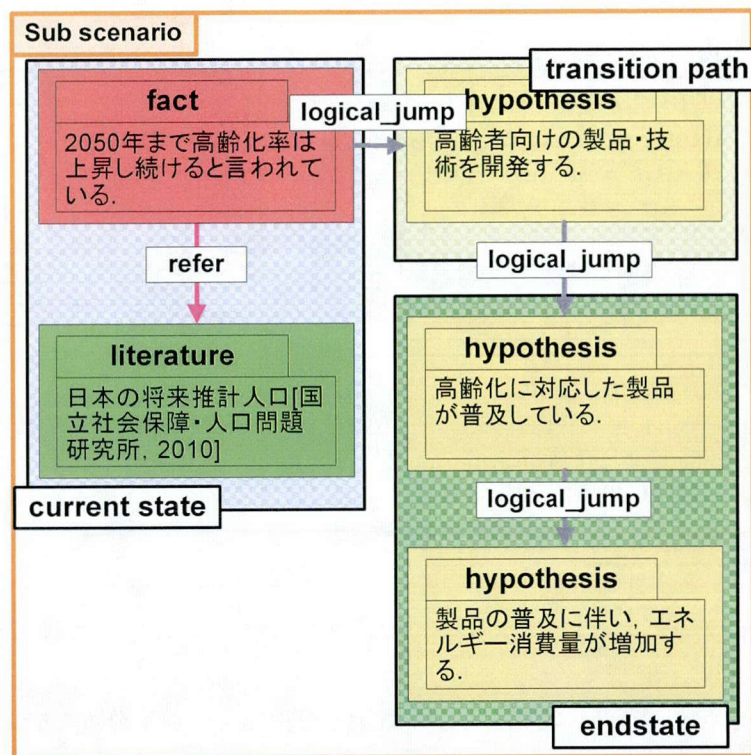 Sub scenario
fact
2050年まで高齢化率は
上昇し続けると言われて
いる.
refer
literature
日本の将来推計人口[国
立社会保障・人口問題
研究所, 2010]
current state
logical_jump
transition path
hypothesis
高齢者向けの製品・技
術を開発する.
logical_jump
hypothesis
高齢化に対応した製品
が普及している.
logical_jump
hypothesis
製品の普及に伴い, エネ
ルギー消費量が増加す
る.
endstate